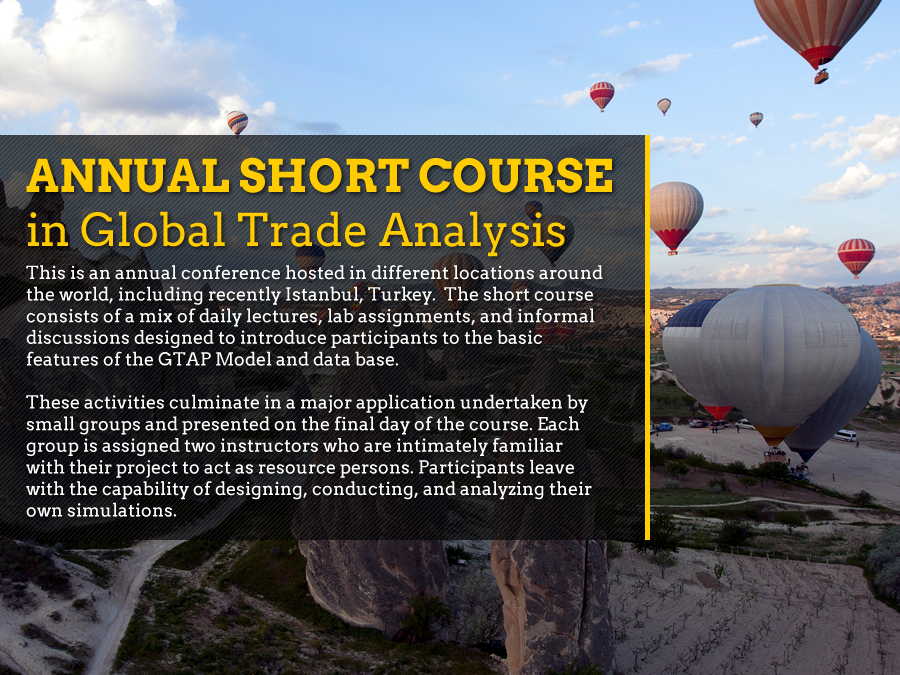 ANNUAL SHORT COURSE
in Global Trade Analysis
This is an annual conference hosted in different locations around
the world, including recently Istanbul, Turkey.  The short course
consists of a mix of daily lectures, lab assignments, and informal
discussions designed to introduce participants to the basic
features of the GTAP Model and data base.
These activities culminate in a major application undertaken by
small groups and presented on the final day of the course. Each
group is assigned two instructors who are intimately familiar
with their project to act as resource persons. Participants leave
with the capability of designing, conducting, and analyzing their
own simulations.